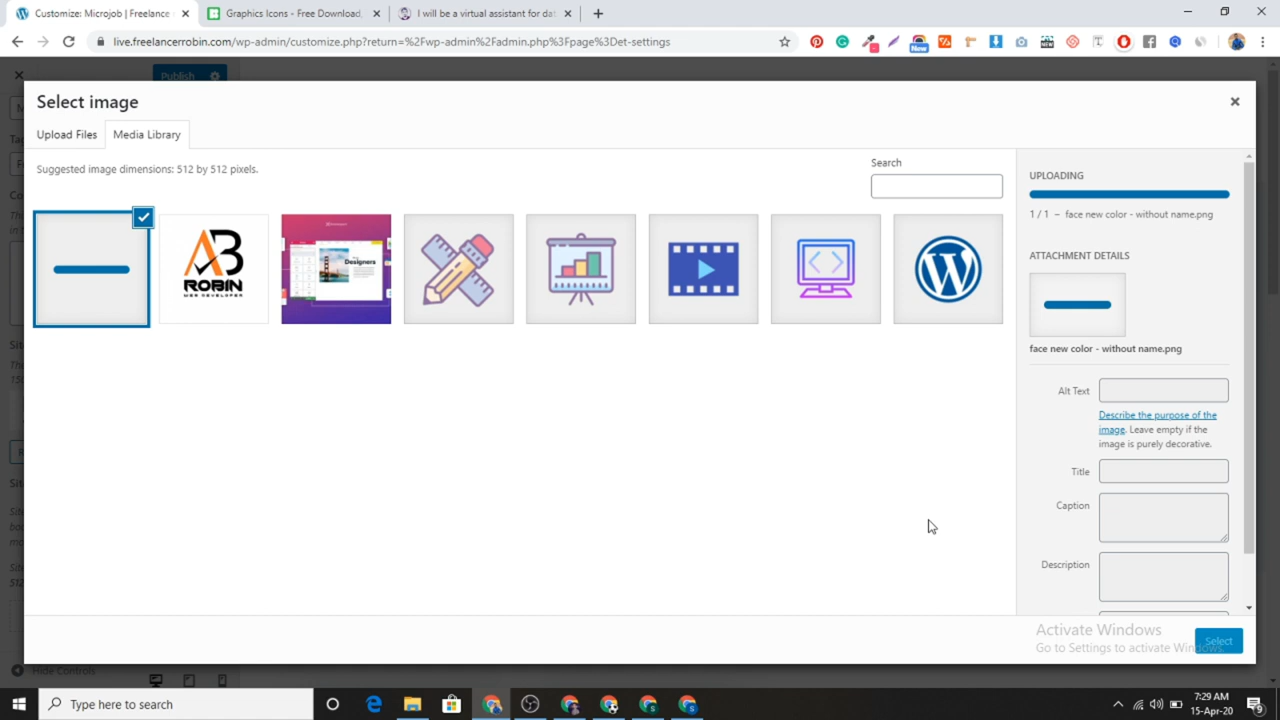 Customize: Microjob | Freelance
Graphics Icons - Free Download,
I will be a virtual assistant for dat
live.freelancerrobin.com/wp-admin/customize.php?return=%2Fwp-admin%2Fadmin.php%3Fpage%3Det-settings
New
Publish
Select image
Upload Files
Media Library
Suggested image dimensions: 512 by 512 pixels.
Search
ROBIN
WEB DEVELOPER
Designers
UPLOADING
1 / 1 – face new color - without name.png
ATTACHMENT DETAILS
face new color - without name.png
Alt Text
Describe the purpose of the
image. Leave empty if the
image is purely decorative.
Title
Caption
Description
Activate Windows
Go to Settings to activate Windows.
Select
Hide Controls
Type here to search
7:29 AM
15-Apr-20